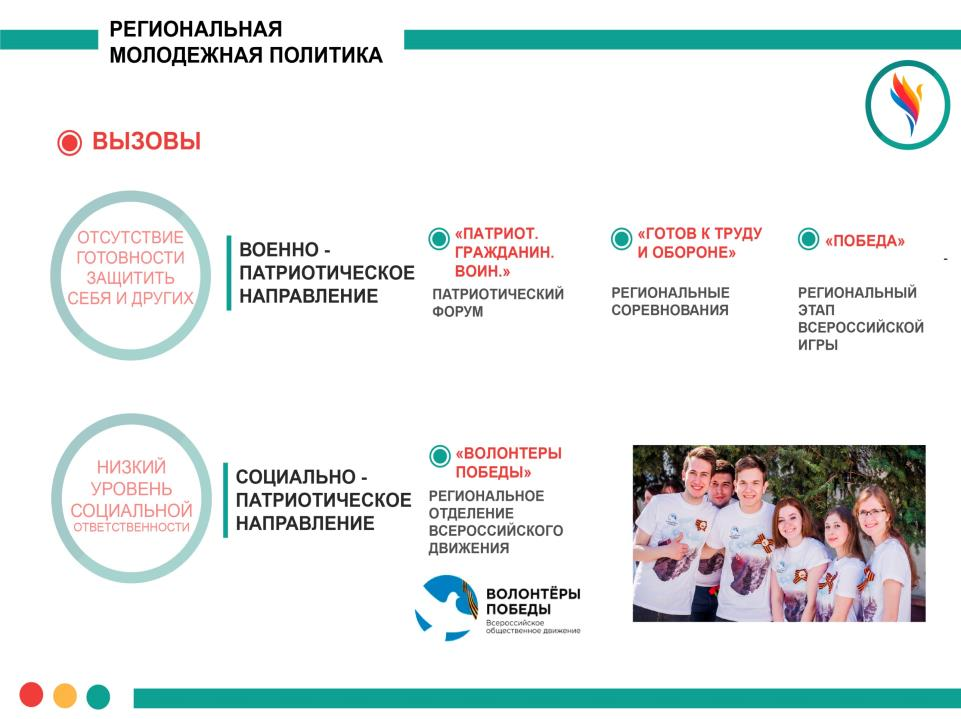 РЕГИОНАЛЬНАЯ
МОЛОДЕЖНАЯ ПОЛИТИКА
ВЫЗОВЫ
ОТСУТСТВИЕ
ГОТОВНОСТИ
ЗАЩИТИТЬ
СЕБЯ И ДРУГИХ
ВОЕННО -
ПАТРИОТИЧЕСКОЕ
НАПРАВЛЕНИЕ
«ПАТРИОТ.
ГРАЖДАНИН.
ВОИН.»
ПАТРИОТИЧЕСКИЙ
ФОРУМ
«ГОТОВ К ТРУДУ
И ОБОРОНЕ»
РЕГИОНАЛЬНЫЕ
СОРЕВНОВАНИЯ
«ПОБЕДА»
РЕГИОНАЛЬНЫЙ
ЭТАП
ВСЕРОССИЙСКОЙ
ИГРЫ
-
НИЗКИЙ
УРОВЕНЬ
СОЦИАЛЬНОЙ
ОТВЕТСТВЕННОСТИ
СОЦИАЛЬНО -
ПАТРИОТИЧЕСКОЕ
НАПРАВЛЕНИЕ
«ВОЛОНТЕРЫ
ПОБЕДЫ»
РЕГИОНАЛЬНОЕ
ОТДЕЛЕНИЕ
ВСЕРОССИЙСКОГО
ДВИЖЕНИЯ
ВОЛОНТЁРЫ
ПОБЕДЫ
Всероссийское
общественное движение